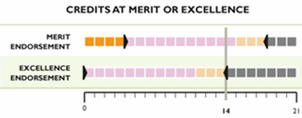 CREDITS AT MERIT OR EXCELLENCE
MERIT
ENDORSEMENT
EXCELLENCE
ENDORSEMENT
0 14 21